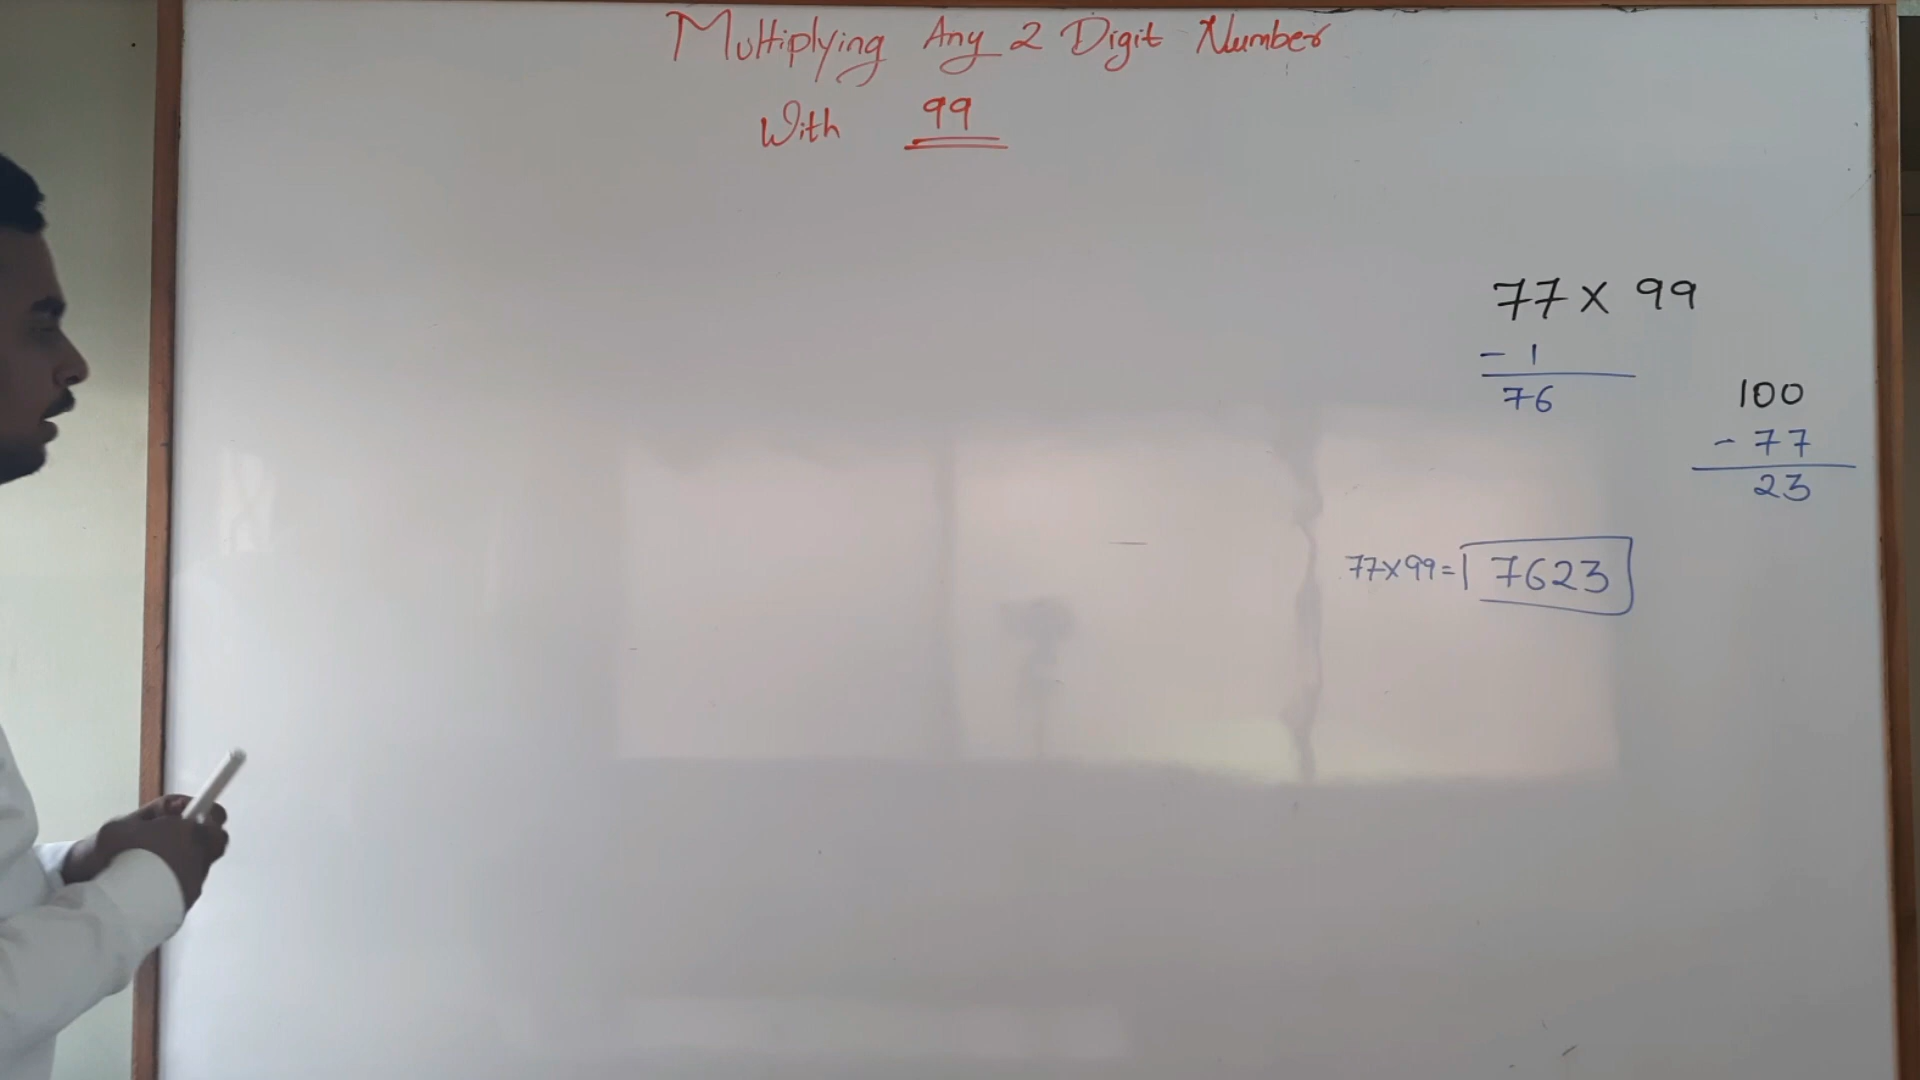 Multiplying Any 2 Digit Number
With 99
77 x 99
- 1
76
100
- 77
23
77x99= 7623